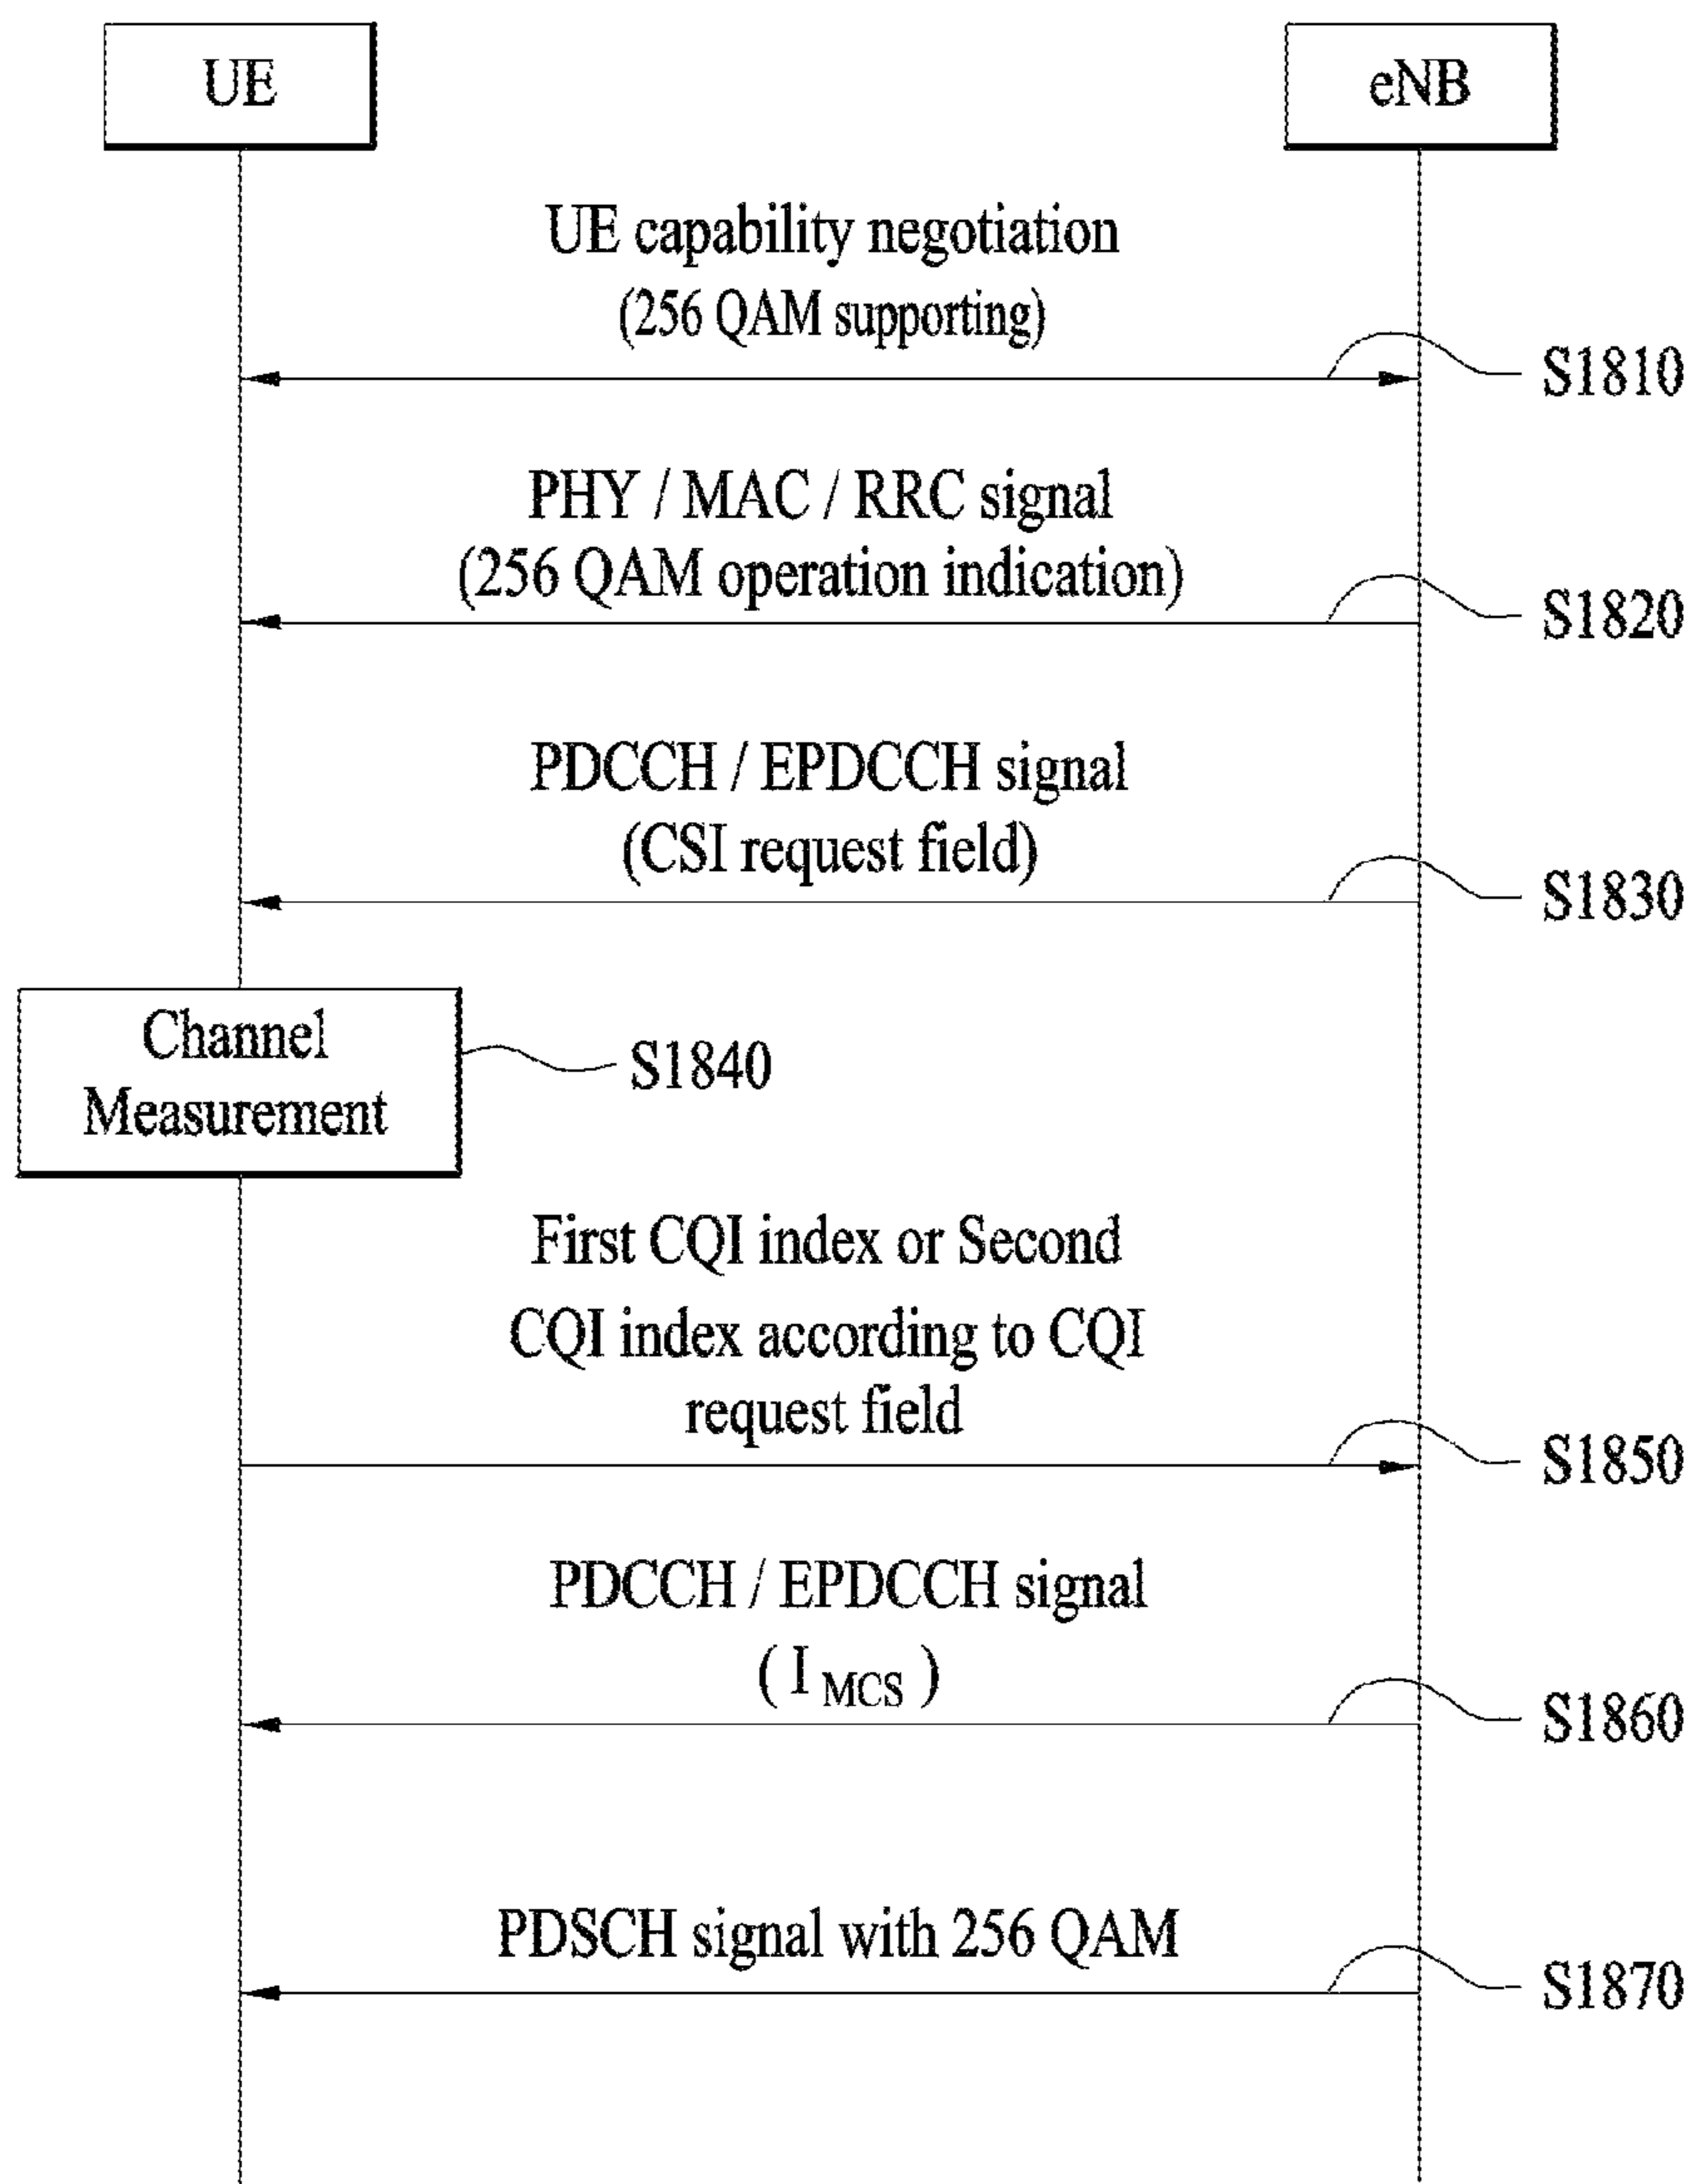 UE
eNB
UE capability negotiation
(256 QAM supporting)
S1810
PHY / MAC / RRC signal
(256 QAM operation indication)
S1820
PDCCH / EPDCCH signal
(CSI request field)
S1830
Channel
Measurement
S1840
First CQI index or Second
CQI index according to CQI
request field
S1850
PDCCH / EPDCCH signal
( I MCS )
S1860
PDSCH signal with 256 QAM
S1870